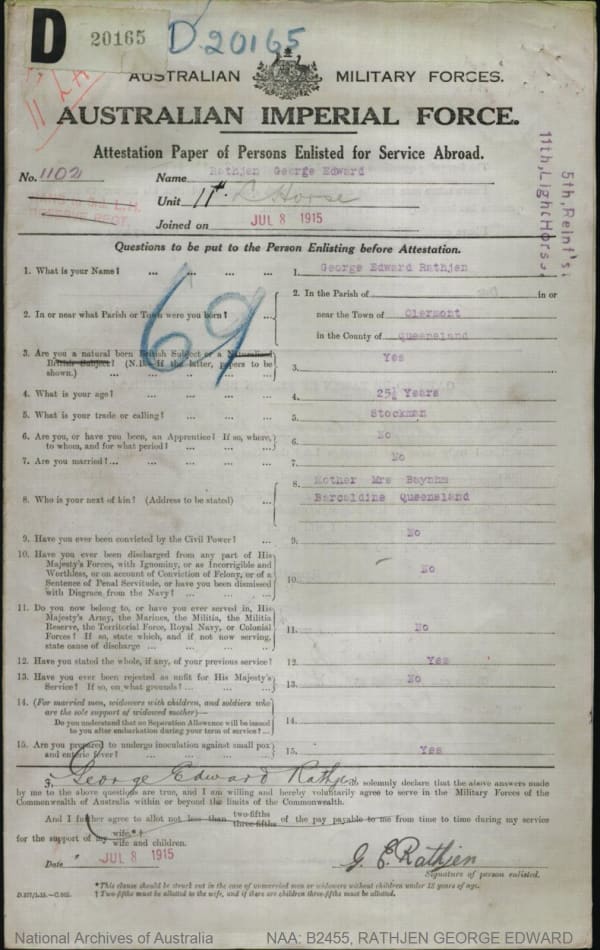 D 20165 D.20165
11 LH
AUSTRALIAN MILITARY FORCES.
AUSTRALIAN IMPERIAL FORCE.
Attestation Paper of Persons Enlisted for Service Abroad.
No. 1102 Name Rathjen George Edward
Unit 11th L Horse
Joined on JUL 8 1915
5th, Reint's;
11th, Light Horse
Questions to be put to the Person Enlisting before Attestation.
1. What is your Name? ... ... ... ... 1. George Edward Rathjen
2. In or near what Parish or Town were you born? ... 2. In the Parish of in or
near the Town of Clermont
in the County of Queensland
69
3. Are you a natural born British Subject or a Naturalized
British Subject? (N.B.—If the latter, papers to be
shown.) ... ... ... ... 3. Yes
4. What is your age? ... ... ... ... 4. 25½ Years
5. What is your trade or calling? ... ... ... 5. Stockman
6. Are you, or have you been, an Apprentice? If so, where,
to whom, and for what period? ... ... ... 6. No
7. Are you married? ... ... ... ... 7. No
8. Who is your next of kin? (Address to be stated) ... 8. Mother Mrs Baynhm
Barcaldine Queensland
9. Have you ever been convicted by the Civil Power? ... 9. No
10. Have you ever been discharged from any part of His
Majesty's Forces, with Ignominy, or as Incorrigible and
Worthless, or on account of Conviction of Felony, or of a
Sentence of Penal Servitude, or have you been dismissed
with Disgrace from the Navy? ... ... ... 10. No
11. Do you now belong to, or have you ever served in, His
Majesty's Army, the Marines, the Militia, the Militia
Reserve, the Territorial Force, Royal Navy, or Colonial
Forces? If so, state which, and if not now serving,
state cause of discharge ... ... ... 11. No
12. Have you stated the whole, if any, of your previous service? 12. Yes
13. Have you ever been rejected as unfit for His Majesty's
Service? If so, on what grounds? ... ... ... 13. No
14. (For married men, widowers with children, and soldiers who
are the sole support of widowed mother)—
Do you understand that no Separation Allowance will be issued
to you after embarkation during your term of service? ... 14.
15. Are you prepared to undergo inoculation against small pox
and enteric fever? ... ... ... ... 15. Yes
I, George Edward Rathjen, solemnly declare that the above answers made
by me to the above questions are true, and I am willing and hereby voluntarily agree to serve in the Military Forces of the
Commonwealth of Australia within or beyond the limits of the Commonwealth.
And I further agree to allot not less than two-fifths three-fifths of the pay payable to me from time to time during my service
for the support of my wife.*† wife and children.
Date JUL 8 1915 G. E. Rathjen
Signature of person enlisted.
*This clause should be struck out in the case of unmarried men or widowers without children under 18 years of age.
† Two-fifths must be allotted to the wife, and if there are children three-fifths must be allotted.
National Archives of Australia NAA: B2455, RATHJEN GEORGE EDWARD